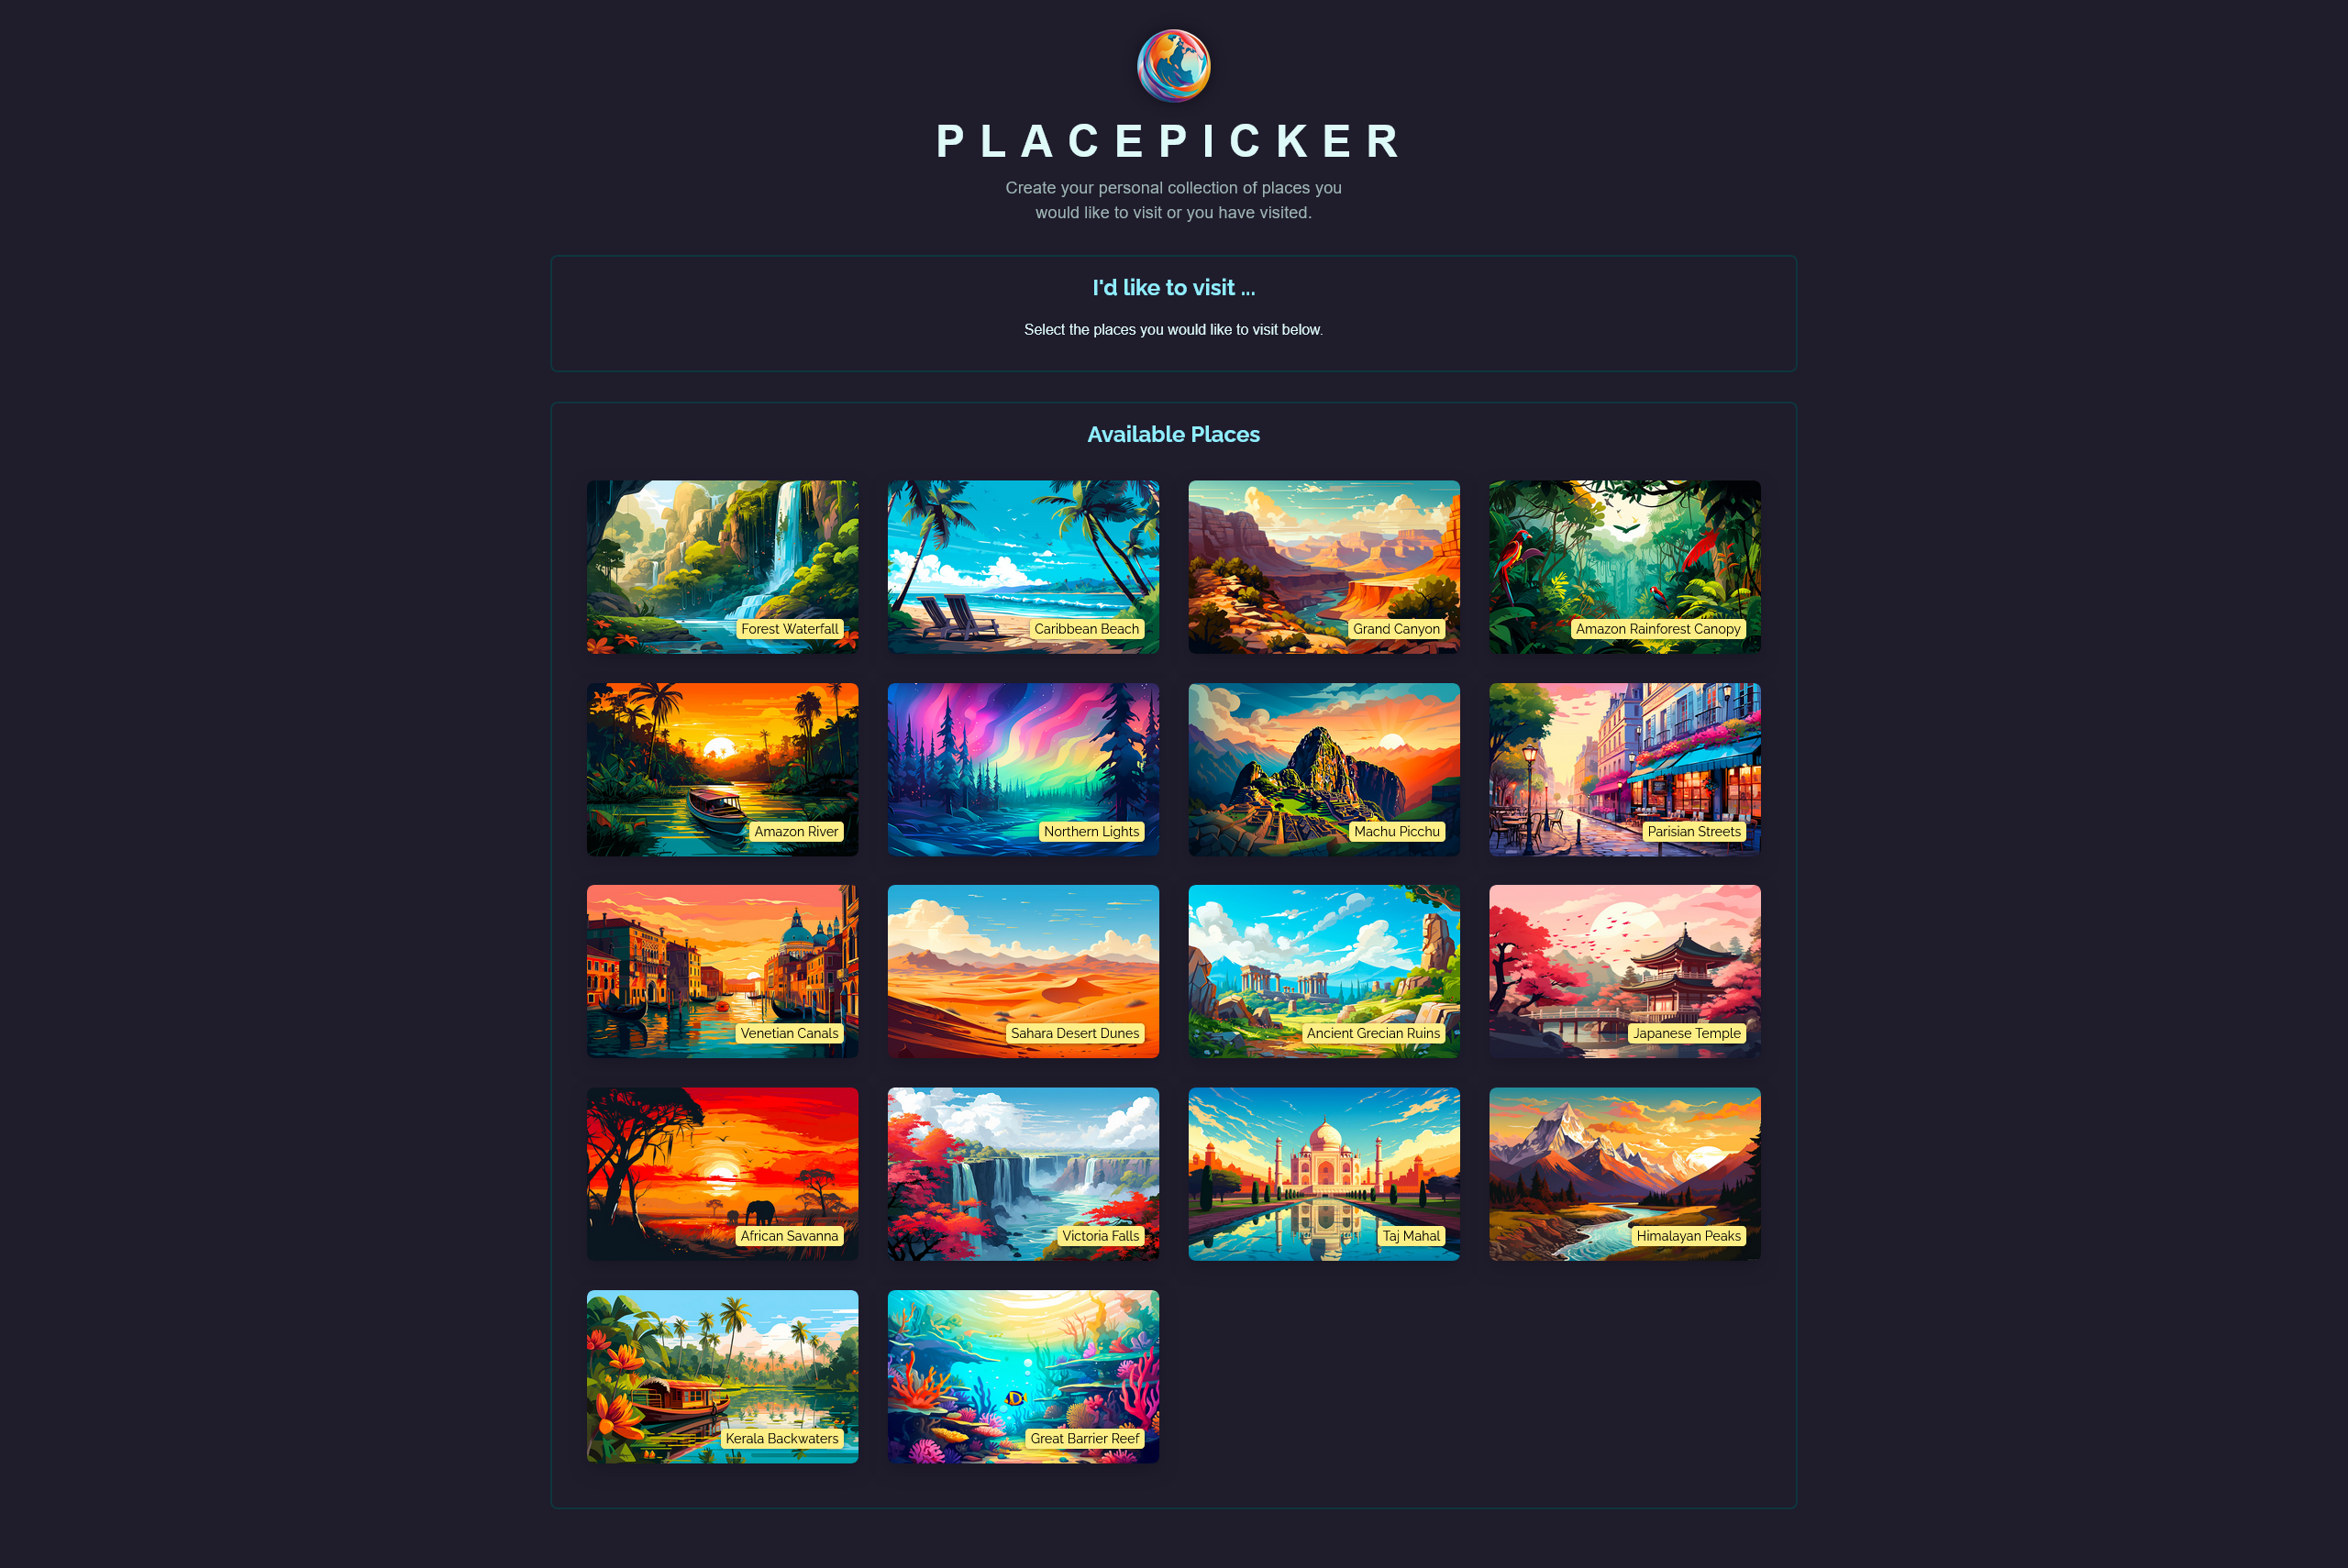 PLACEPICKER
Create your personal collection of places you
would like to visit or you have visited.
I'd like to visit ...
Select the places you would like to visit below.
Available Places
Forest Waterfall
Caribbean Beach
Grand Canyon
Amazon Rainforest Canopy
Amazon River
Northern Lights
Machu Picchu
Parisian Streets
Venetian Canals
Sahara Desert Dunes
Ancient Grecian Ruins
Japanese Temple
African Savanna
Victoria Falls
Taj Mahal
Himalayan Peaks
Kerala Backwaters
Great Barrier Reef